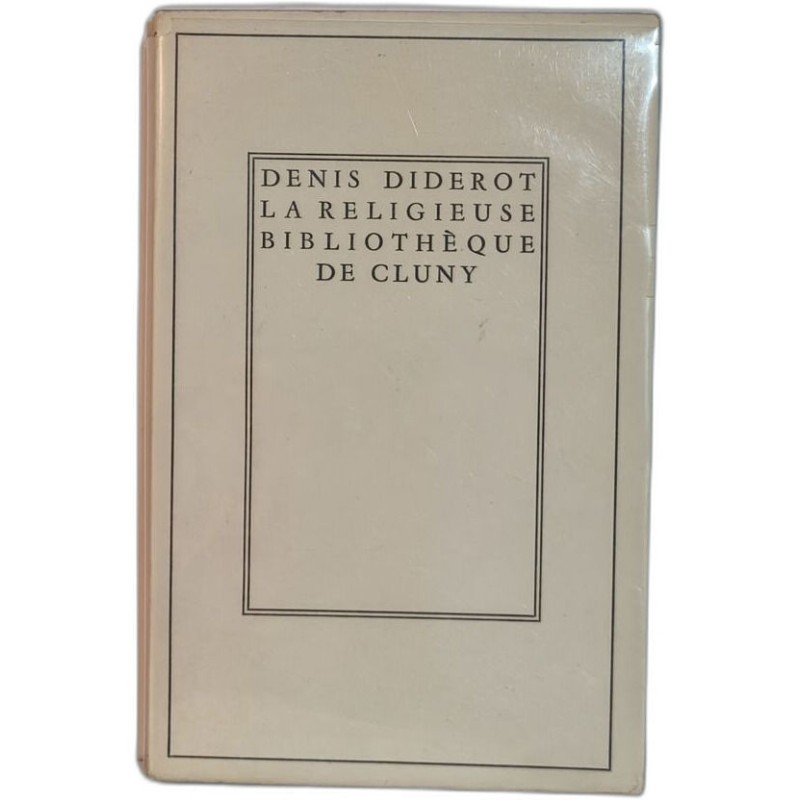 DENIS DIDEROT
LA RELIGIEUSE
BIBLIOTHÈQUE
DE CLUNY